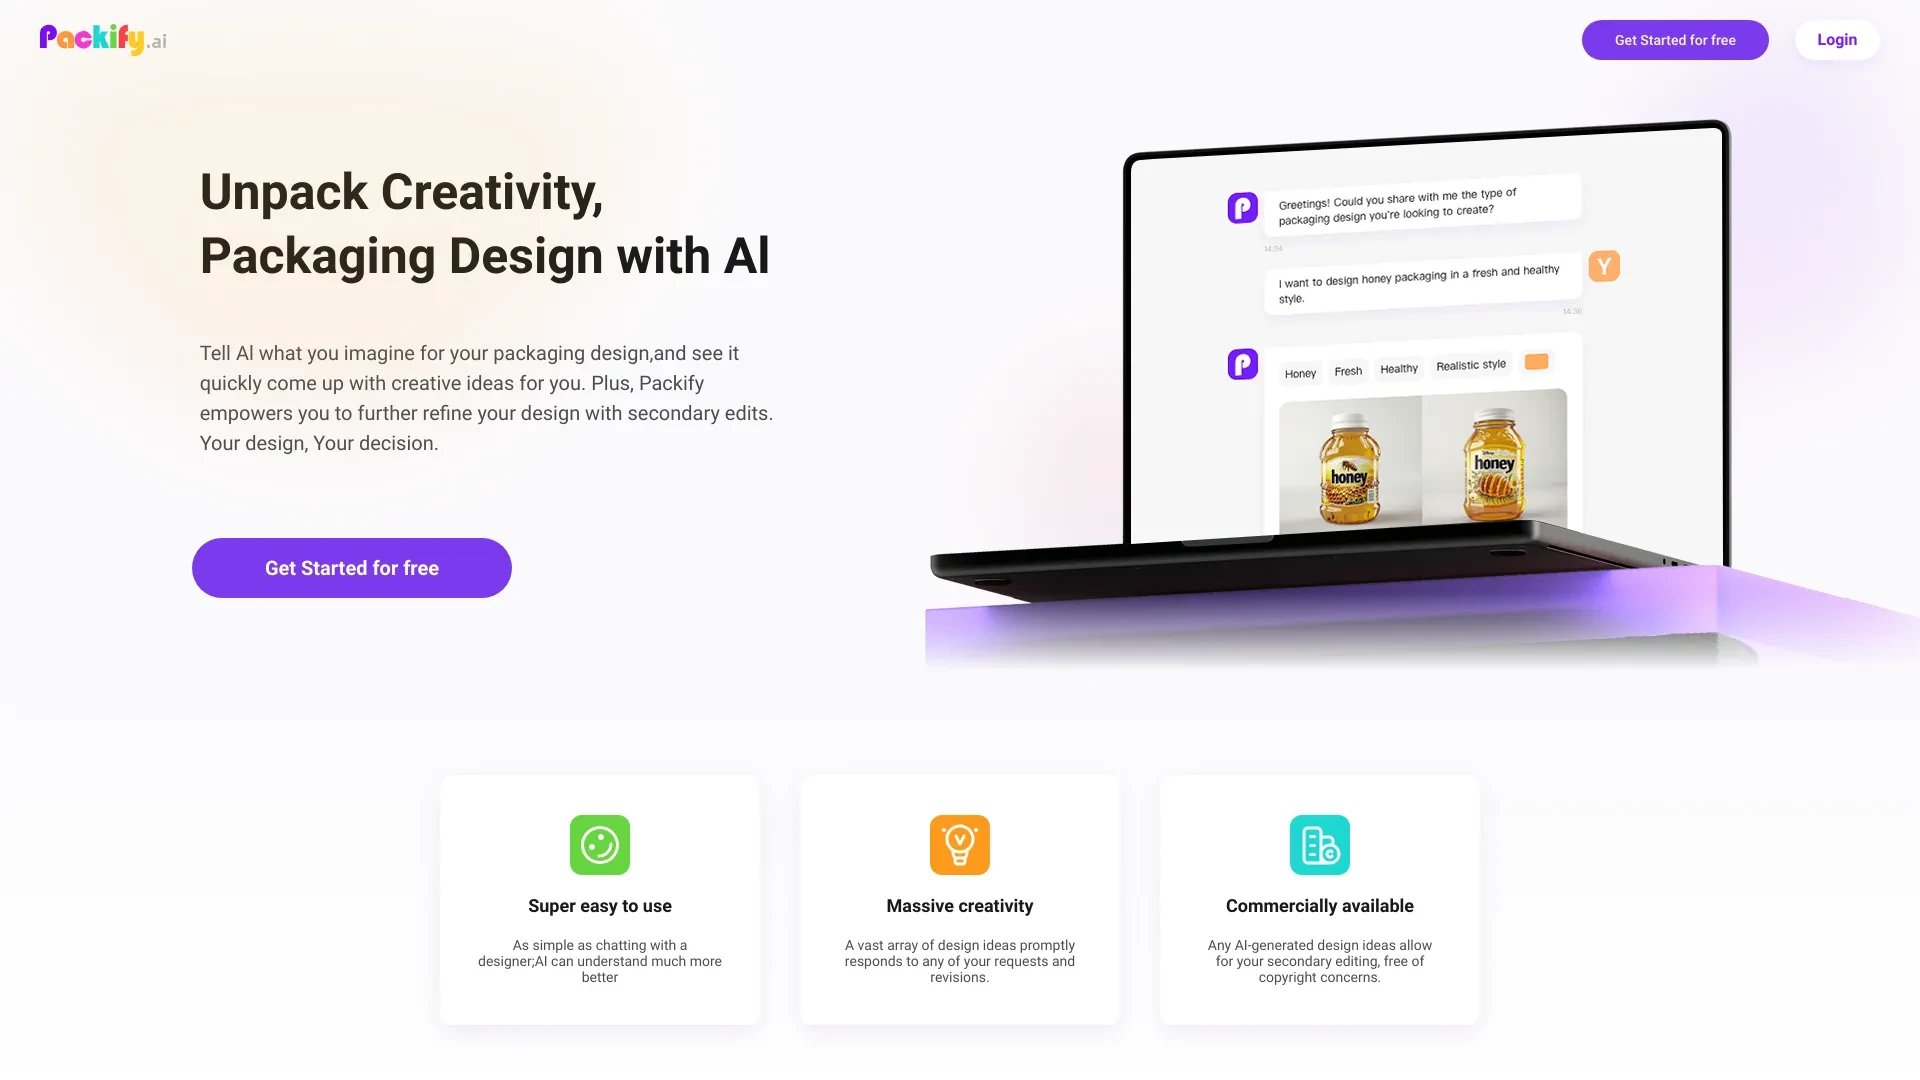 Packify.ai
Get Started for free
Login
Unpack Creativity,
Packaging Design with AI
Tell AI what you imagine for your packaging design,and see it
quickly come up with creative ideas for you. Plus, Packify
empowers you to further refine your design with secondary edits.
Your design, Your decision.
Get Started for free
Greetings! Could you share with me the type of
packaging design you're looking to create?
14:34
Y
I want to design honey packaging in a fresh and healthy
style.
14:36
Honey Fresh Healthy Realistic style
honey
honey
Super easy to use
As simple as chatting with a
designer;AI can understand much more
better
Massive creativity
A vast array of design ideas promptly
responds to any of your requests and
revisions.
Commercially available
Any AI-generated design ideas allow
for your secondary editing, free of
copyright concerns.